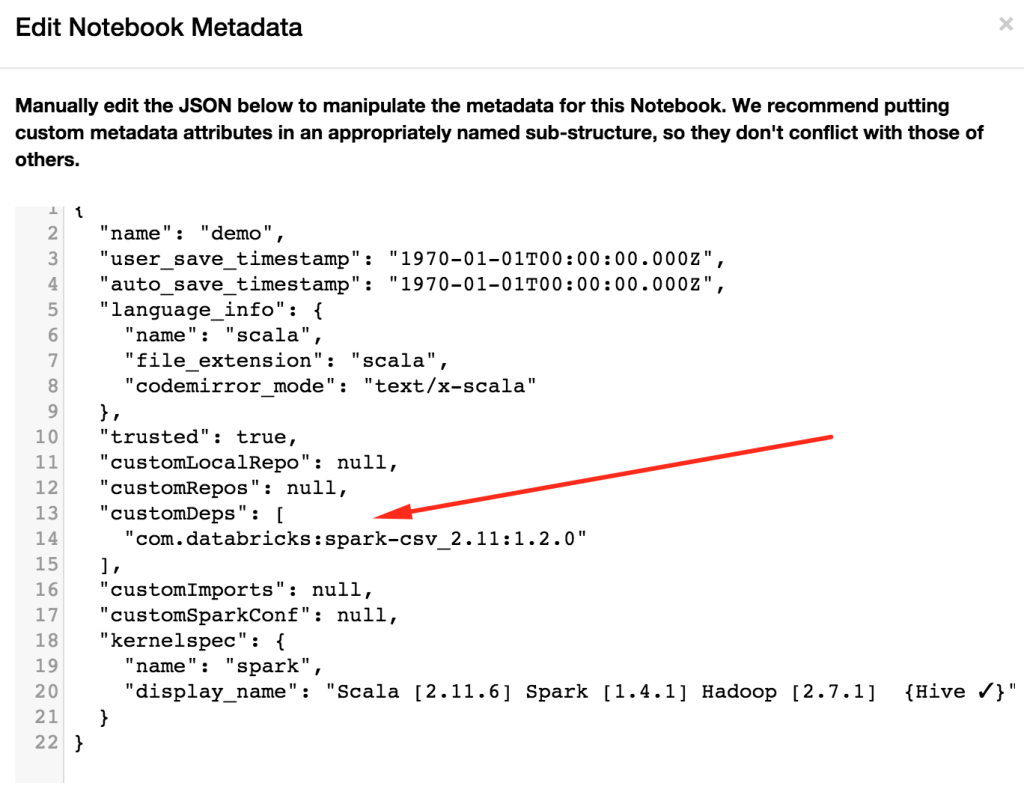 Edit Notebook Metadata
×
Manually edit the JSON below to manipulate the metadata for this Notebook. We recommend putting
custom metadata attributes in an appropriately named sub-structure, so they don't conflict with those of
others.
1 {
2   "name": "demo",
3   "user_save_timestamp": "1970-01-01T00:00:00.000Z",
4   "auto_save_timestamp": "1970-01-01T00:00:00.000Z",
5   "language_info": {
6     "name": "scala",
7     "file_extension": "scala",
8     "codemirror_mode": "text/x-scala"
9   },
10   "trusted": true,
11   "customLocalRepo": null,
12   "customRepos": null,
13   "customDeps": [
14     "com.databricks:spark-csv_2.11:1.2.0"
15   ],
16   "customImports": null,
17   "customSparkConf": null,
18   "kernelspec": {
19     "name": "spark",
20     "display_name": "Scala [2.11.6] Spark [1.4.1] Hadoop [2.7.1]  {Hive ✓}"
21   }
22 }